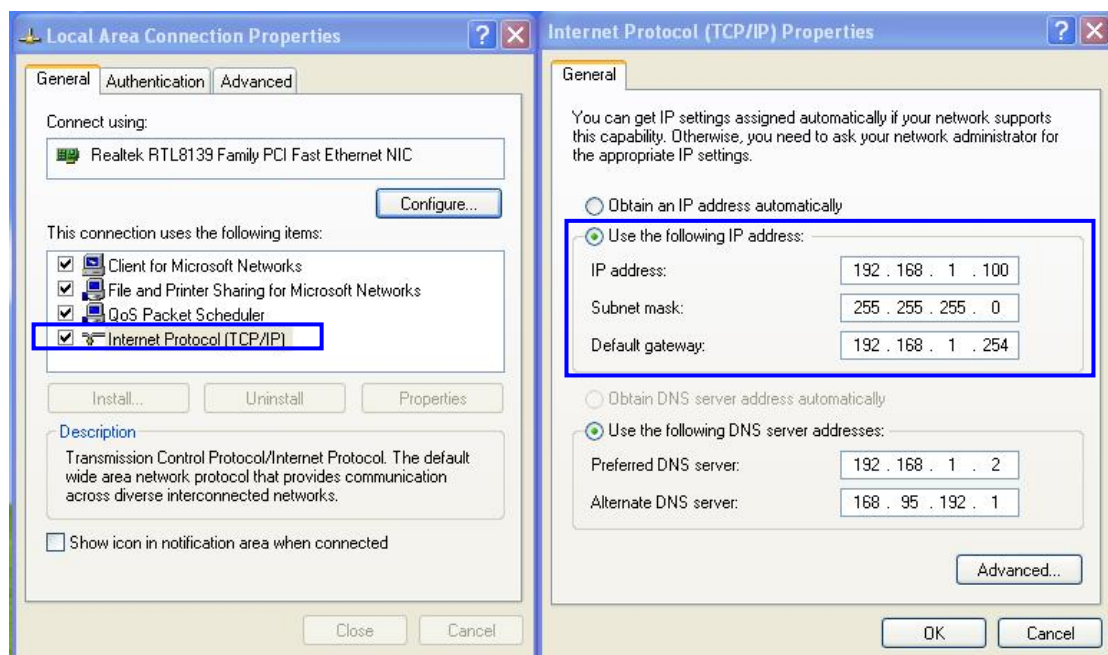 Local Area Connection Properties
General Authentication Advanced
Connect using:
Realtek RTL8139 Family PCI Fast Ethernet NIC
Configure...
This connection uses the following items:
Client for Microsoft Networks
File and Printer Sharing for Microsoft Networks
QoS Packet Scheduler
Internet Protocol (TCP/IP)
Install... Uninstall Properties
Description
Transmission Control Protocol/Internet Protocol. The default
wide area network protocol that provides communication
across diverse interconnected networks.
Show icon in notification area when connected
Close Cancel
Internet Protocol (TCP/IP) Properties
General
You can get IP settings assigned automatically if your network supports
this capability. Otherwise, you need to ask your network administrator for
the appropriate IP settings.
Obtain an IP address automatically
Use the following IP address:
IP address: 192 . 168 . 1 . 100
Subnet mask: 255 . 255 . 255 . 0
Default gateway: 192 . 168 . 1 . 254
Obtain DNS server address automatically
Use the following DNS server addresses:
Preferred DNS server: 192 . 168 . 1 . 2
Alternate DNS server: 168 . 95 . 192 . 1
Advanced...
OK Cancel